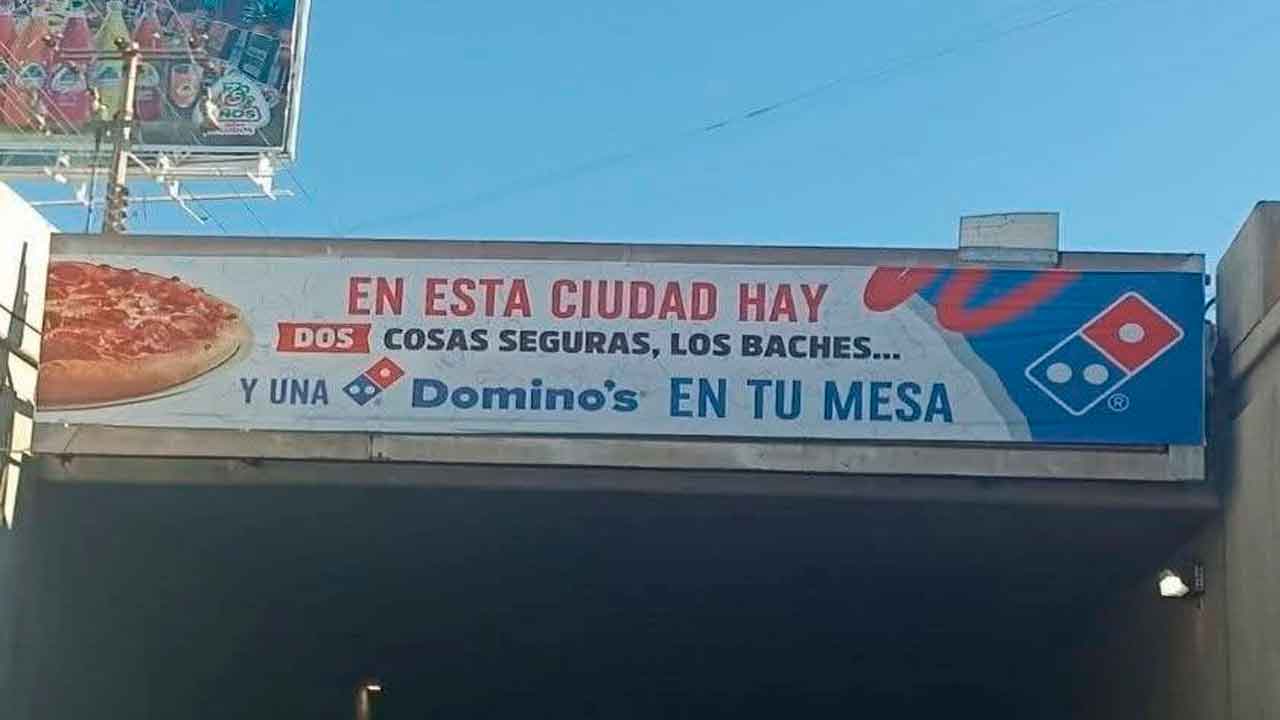 EN ESTA CIUDAD HAY
DOS COSAS SEGURAS, LOS BACHES...
Y UNA Domino's EN TU MESA
®